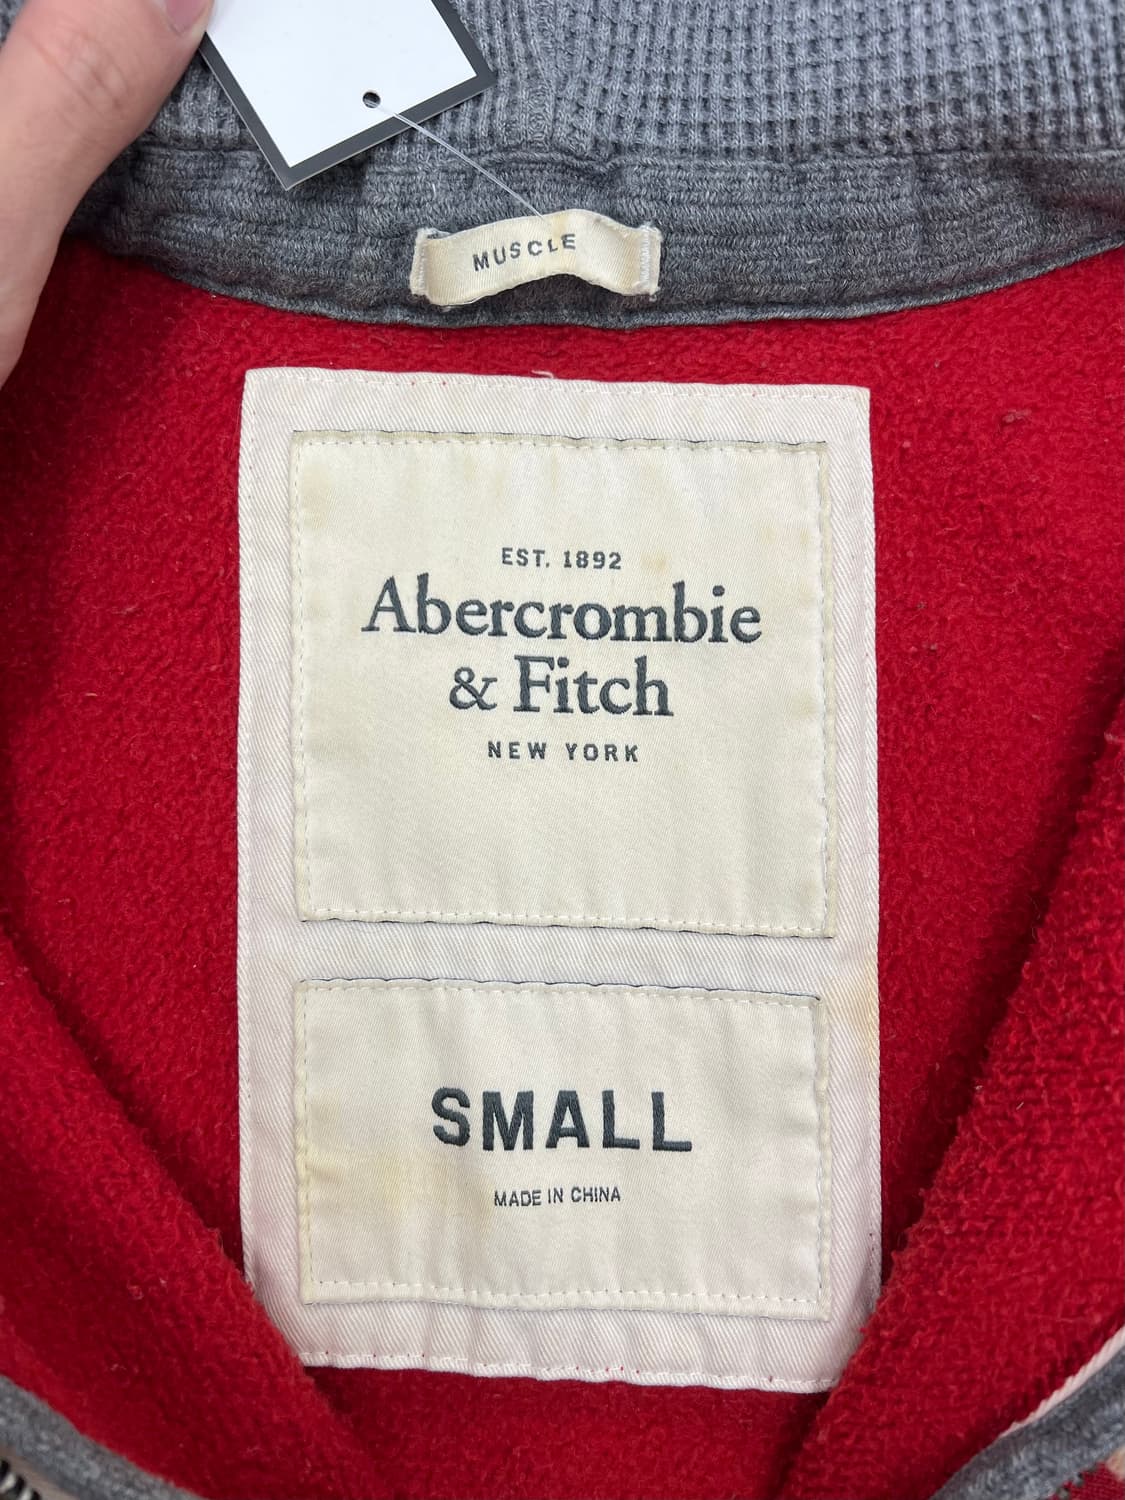 MUSCLE
EST. 1892
Abercrombie
& Fitch
NEW YORK
SMALL
MADE IN CHINA